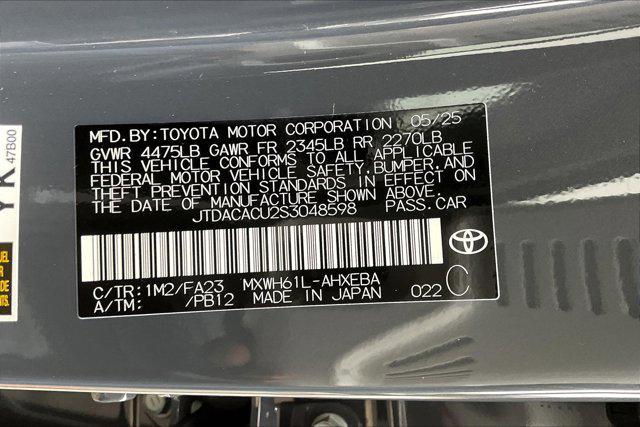 MFD. BY: TOYOTA MOTOR CORPORATION 05/25
GVWR 4475LB GAWR FR 2345LB RR 2270LB
THIS VEHICLE CONFORMS TO ALL APPLICABLE
FEDERAL MOTOR VEHICLE SAFETY, BUMPER, AND
THEFT PREVENTION STANDARDS IN EFFECT ON
THE DATE OF MANUFACTURE SHOWN ABOVE.
JTDACACU2S3048598 PASS. CAR
C/TR: 1M2/FA23 MXWH61L-AHXEBA
A/TM: /PB12 MADE IN JAPAN 022 C
YK
47B00